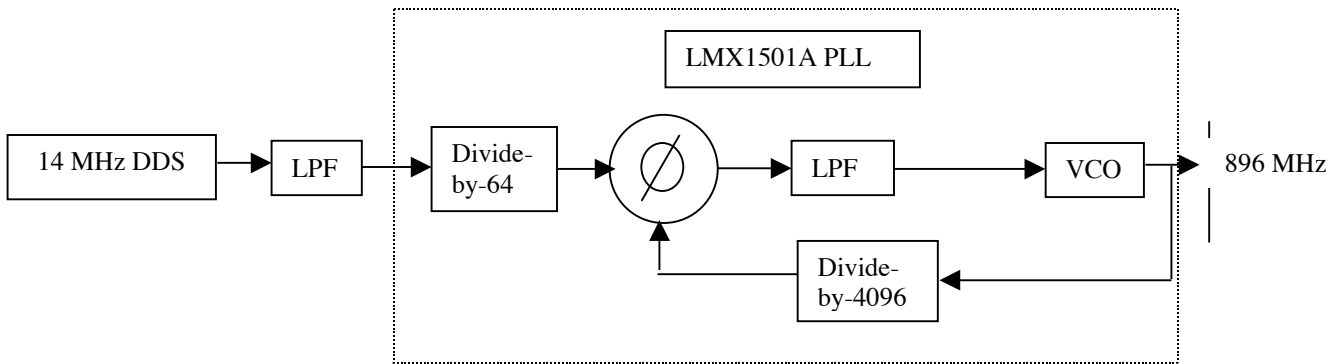 LMX1501A PLL
14 MHz DDS
LPF
Divide-
by-64
LPF
VCO
896 MHz
Divide-
by-4096